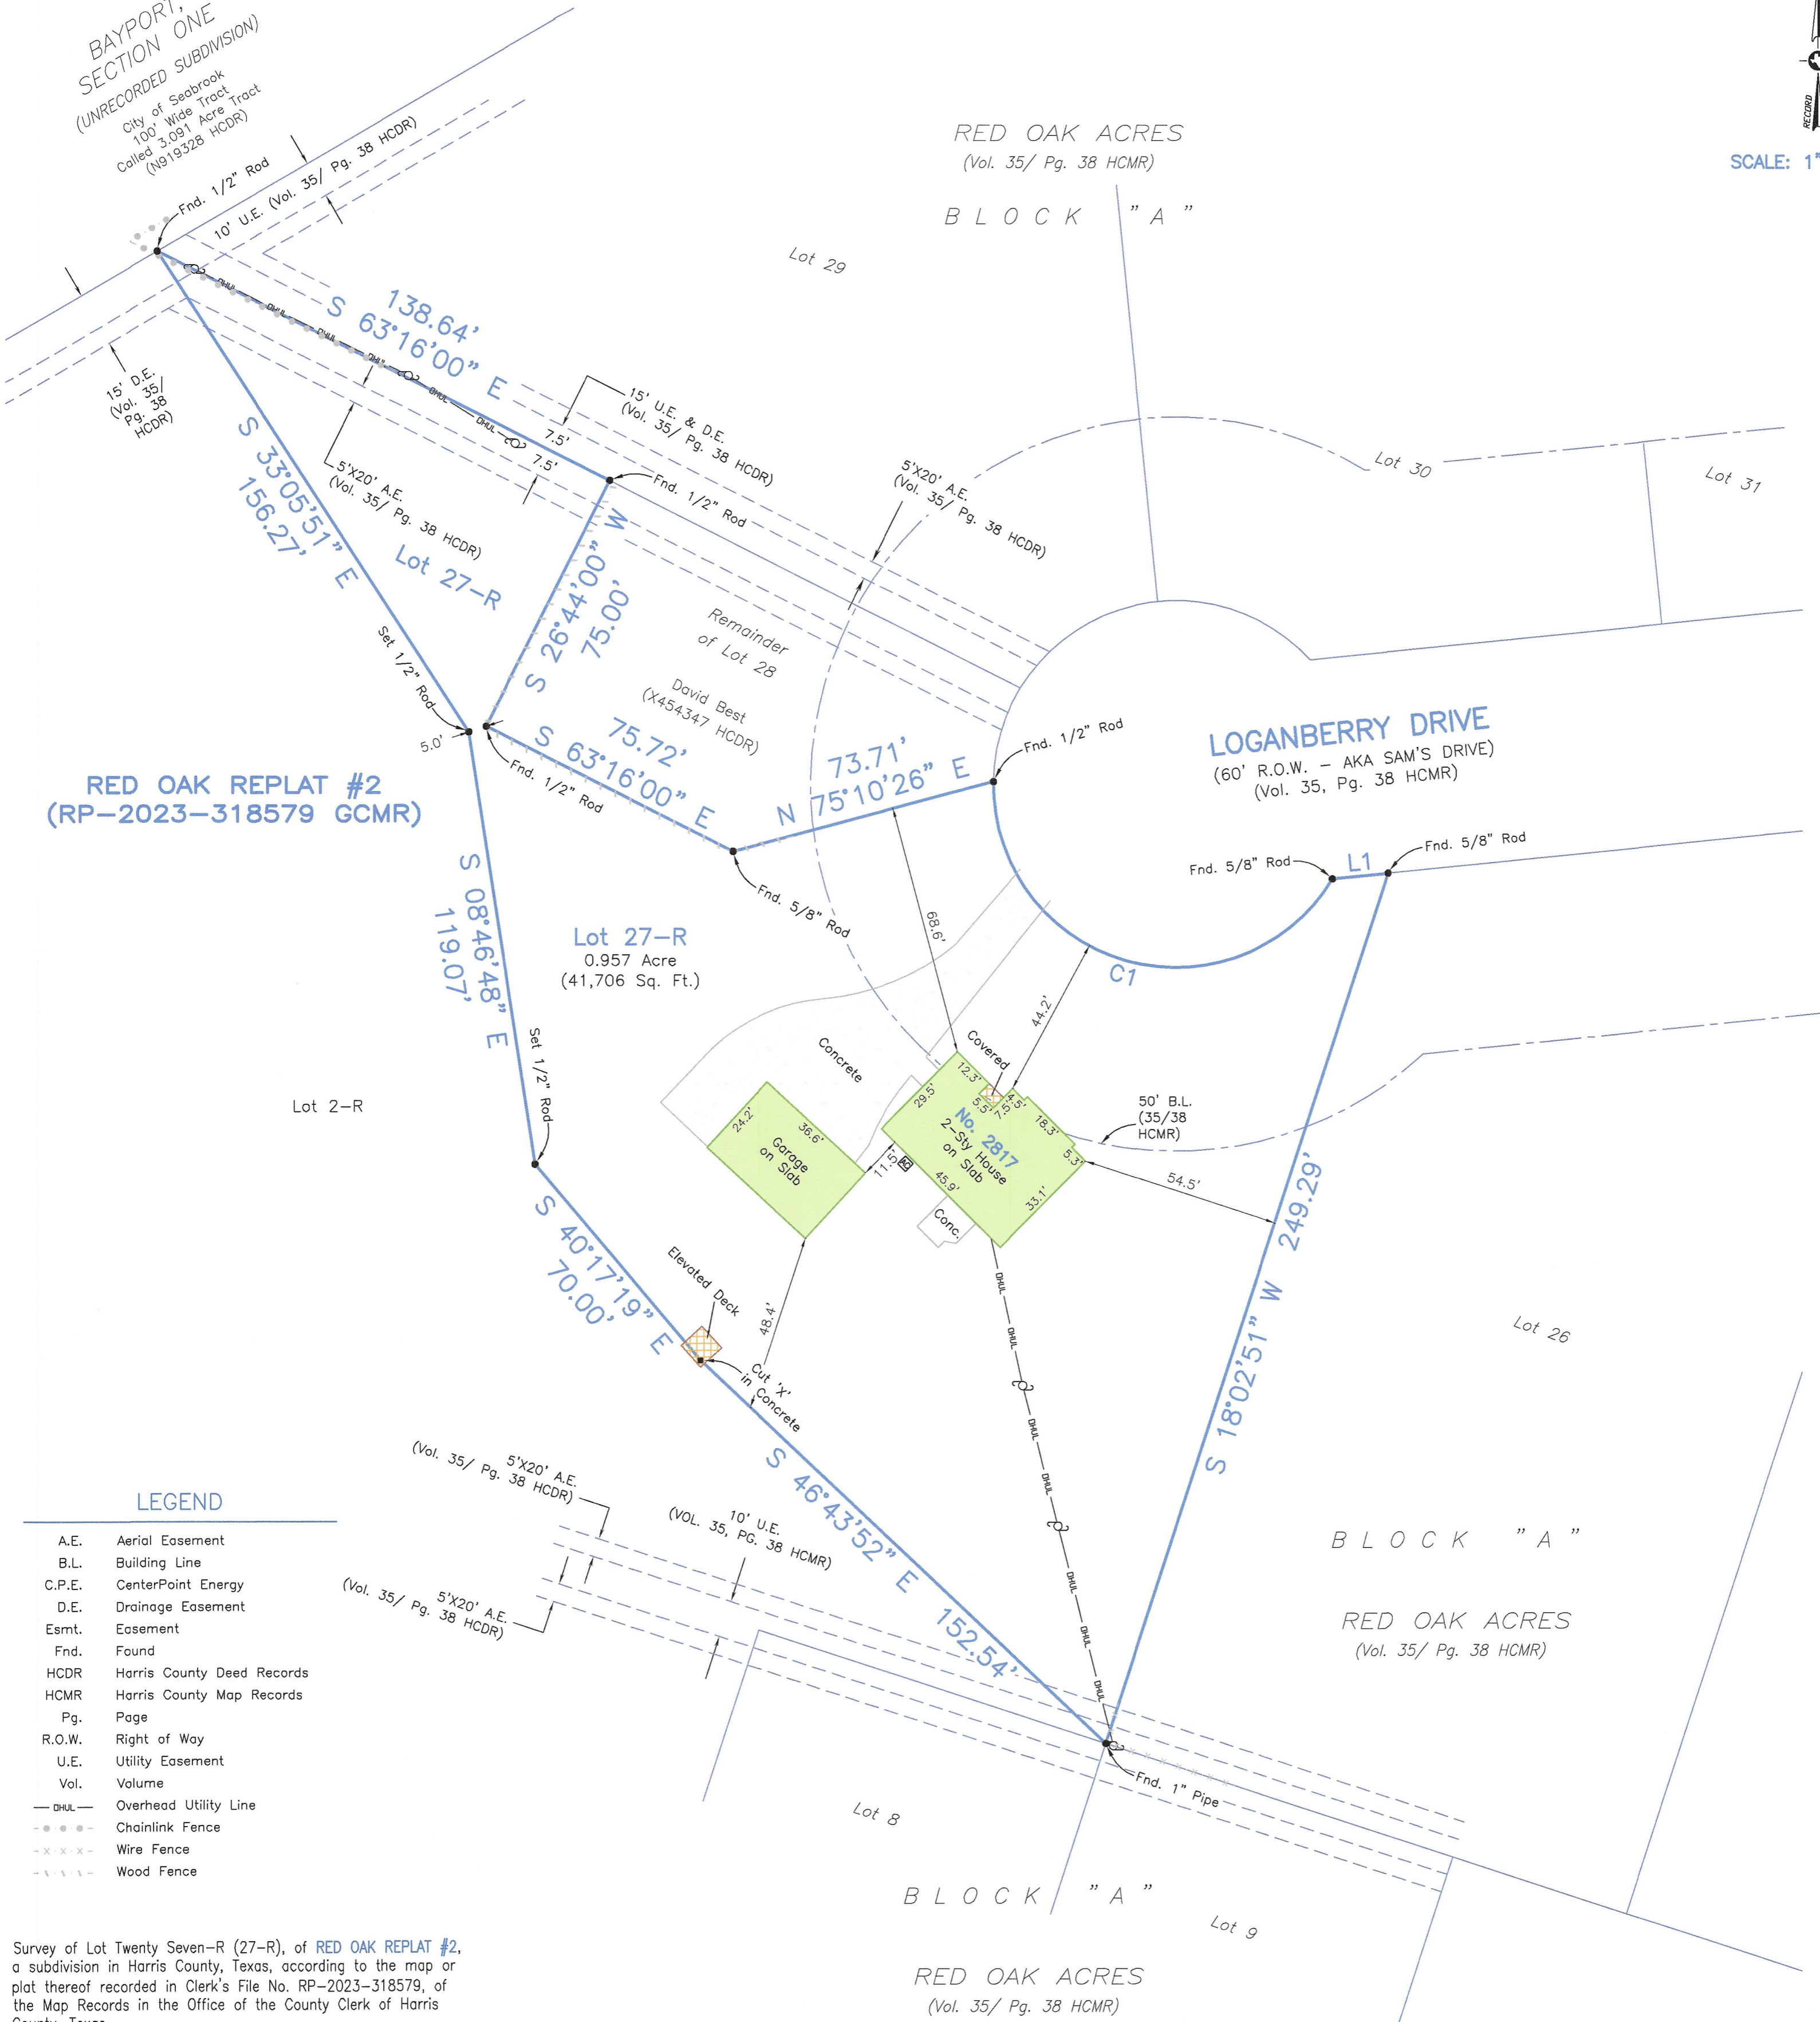 BAYPORT,
SECTION ONE
(UNRECORDED SUBDIVISION)
City of Seabrook
100' Wide Tract
Called 3.091 Acre Tract
(N919328 HCDR)
Fnd. 1/2" Rod
10' U.E. (Vol. 35/ Pg. 38 HCDR)
RED OAK ACRES
(Vol. 35/ Pg. 38 HCMR)
BLOCK "A"
RECORD
SCALE: 1"
Lot 29
138.64'
S 63°16'00" E
OHUL
OHUL
OHUL
OHUL
OHUL
OHUL
15' D.E.
(Vol. 35/
Pg. 38
HCDR)
15' U.E. & D.E.
(Vol. 35/ Pg. 38 HCDR)
7.5'
7.5'
5'X20' A.E.
(Vol. 35/ Pg. 38 HCDR)
5'X20' A.E.
(Vol. 35/ Pg. 38 HCDR)
Lot 30
Lot 31
S 33°05'51" E
156.27'
Lot 27-R
Fnd. 1/2" Rod
S 26°44'00" W
75.00'
Remainder
of Lot 28
David Best
(X454347 HCDR)
Set 1/2" Rod
5.0'
S 63°16'00" E
75.72'
Fnd. 1/2" Rod
73.71'
N 75°10'26" E
Fnd. 1/2" Rod
LOGANBERRY DRIVE
(60' R.O.W. - AKA SAM'S DRIVE)
(Vol. 35, Pg. 38 HCMR)
RED OAK REPLAT #2
(RP-2023-318579 GCMR)
Fnd. 5/8" Rod
L1
Fnd. 5/8" Rod
Fnd. 5/8" Rod
S 08°46'48" E
119.07'
Lot 27-R
0.957 Acre
(41,706 Sq. Ft.)
68.6'
C1
44.2'
Set 1/2" Rod
Lot 2-R
Concrete
Covered
12.3'
29.5'
5.5'
7.5'
4.5'
18.3'
5.3'
No. 2817
2-Sty House
on Slab
45.9'
33.1'
50' B.L.
(35/38
HCMR)
24.2'
36.6'
Garage
on Slab
11.5'
AC
Conc.
54.5'
S 18°02'51" W 249.29'
S 40°17'19" E
70.00'
Elevated Deck
48.4'
Cut 'X'
in Concrete
OHUL
OHUL
OHUL
OHUL
OHUL
OHUL
OHUL
Lot 26
S 46°43'52" E 152.54'
5'X20' A.E.
(Vol. 35/ Pg. 38 HCDR)
10' U.E.
(VOL. 35, PG. 38 HCMR)
5'X20' A.E.
(Vol. 35/ Pg. 38 HCDR)
BLOCK "A"
RED OAK ACRES
(Vol. 35/ Pg. 38 HCMR)
Fnd. 1" Pipe
Lot 8
BLOCK "A"
Lot 9
RED OAK ACRES
(Vol. 35/ Pg. 38 HCMR)
LEGEND
A.E. Aerial Easement
B.L. Building Line
C.P.E. CenterPoint Energy
D.E. Drainage Easement
Esmt. Easement
Fnd. Found
HCDR Harris County Deed Records
HCMR Harris County Map Records
Pg. Page
R.O.W. Right of Way
U.E. Utility Easement
Vol. Volume
OHUL Overhead Utility Line
Chainlink Fence
Wire Fence
Wood Fence
Survey of Lot Twenty Seven-R (27-R), of RED OAK REPLAT #2,
a subdivision in Harris County, Texas, according to the map or
plat thereof recorded in Clerk's File No. RP-2023-318579, of
the Map Records in the Office of the County Clerk of Harris
County, Texas